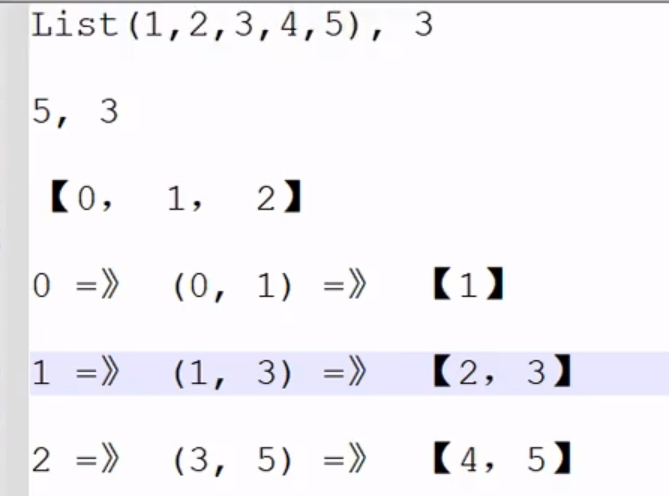 List(1,2,3,4,5), 3
5, 3
【0， 1， 2】
0 =》 (0, 1) =》 【1】
1 =》 (1, 3) =》 【2，3】
2 =》 (3, 5) =》 【4，5】